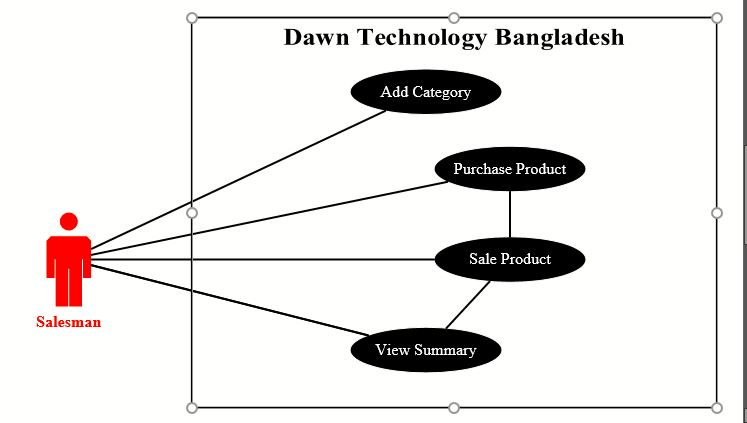 Dawn Technology Bangladesh
Add Category
Purchase Product
Sale Product
Salesman
View Summary